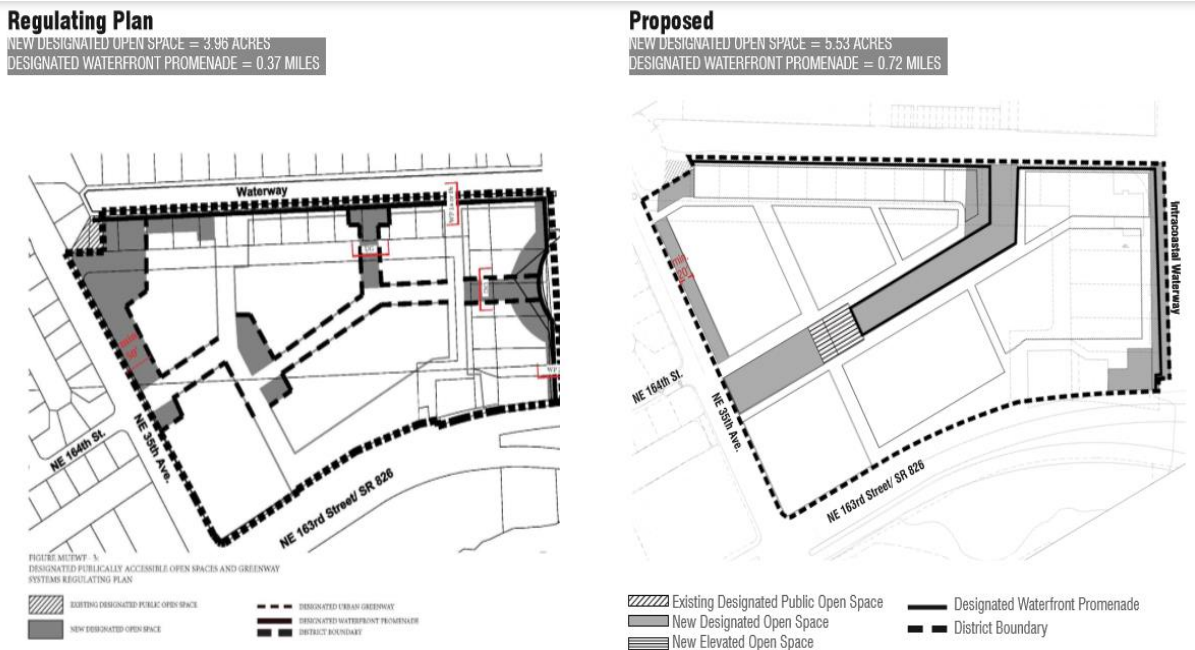 Regulating Plan
NEW DESIGNATED OPEN SPACE = 3.96 ACRES
DESIGNATED WATERFRONT PROMENADE = 0.37 MILES
Waterway
NE 164th St.
NE 35th Ave.
NE 163rd Street/ SR 826
FIGURE MUTWF - 3:
DESIGNATED PUBLICALLY ACCESSIBLE OPEN SPACES AND GREENWAY
SYSTEMS REGULATING PLAN
EXISTING DESIGNATED PUBLIC OPEN SPACE
NEW DESIGNATED OPEN SPACE
DESIGNATED URBAN GREENWAY
DESIGNATED WATERFRONT PROMENADE
DISTRICT BOUNDARY
Proposed
NEW DESIGNATED OPEN SPACE = 5.53 ACRES
DESIGNATED WATERFRONT PROMENADE = 0.72 MILES
Intracoastal Waterway
min.
NE 164th St.
NE 35th Ave.
NE 163rd Street/ SR 826
Existing Designated Public Open Space
New Designated Open Space
New Elevated Open Space
Designated Waterfront Promenade
District Boundary